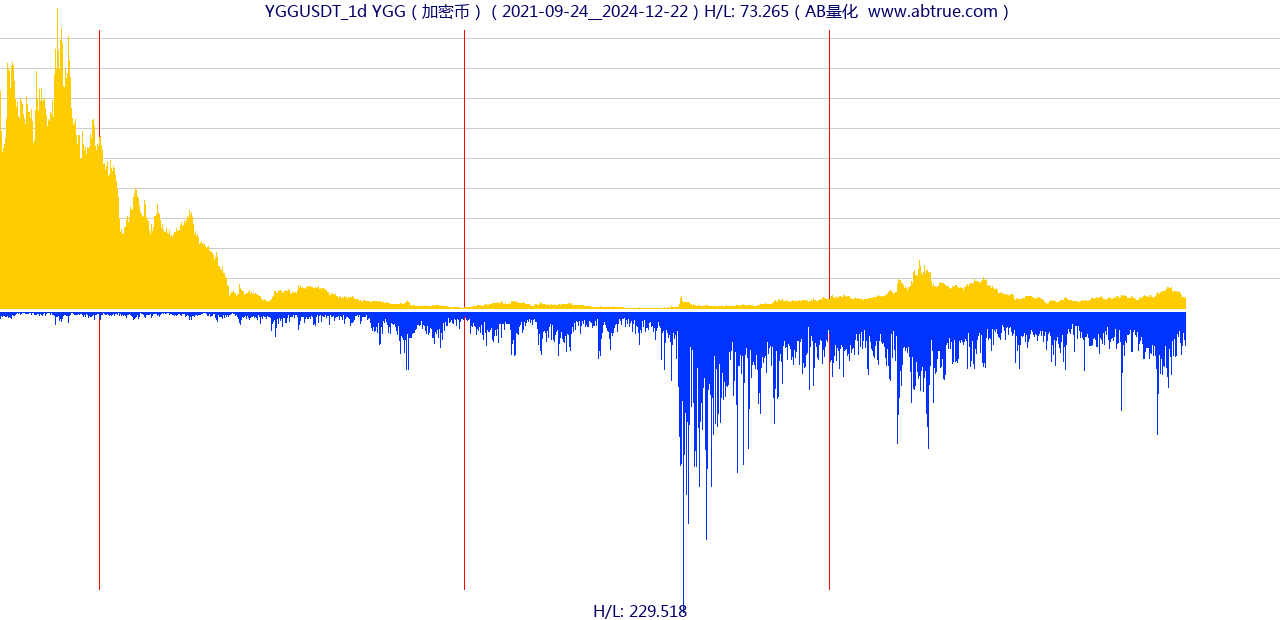 YGGUSDT_1d YGG ( 加密币 ) ( 2021-09-24__2024-12-22 ) H/L: 73.265 ( AB量化  www.abtrue.com )
H/L: 229.518